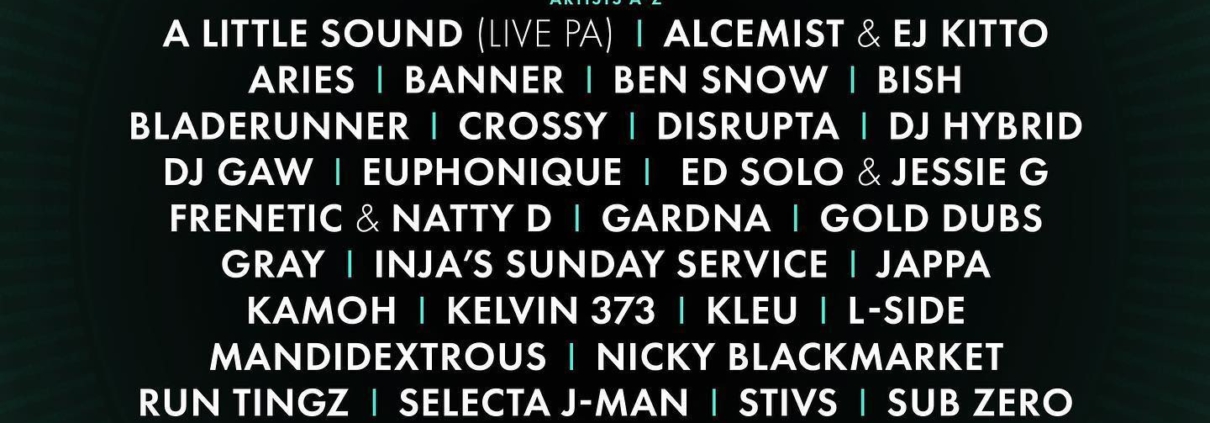 ARTISTS A-Z
A LITTLE SOUND (LIVE PA) | ALCEMIST & EJ KITTO
ARIES | BANNER | BEN SNOW | BISH
BLADERUNNER | CROSSY | DISRUPTA | DJ HYBRID
DJ GAW | EUPHONIQUE | ED SOLO & JESSIE G
FRENETIC & NATTY D | GARDNA | GOLD DUBS
GRAY | INJA'S SUNDAY SERVICE | JAPPA
KAMOH | KELVIN 373 | KLEU | L-SIDE
MANDIDEXTROUS | NICKY BLACKMARKET
RUN TINGZ | SELECTA J-MAN | STIVS | SUB ZERO